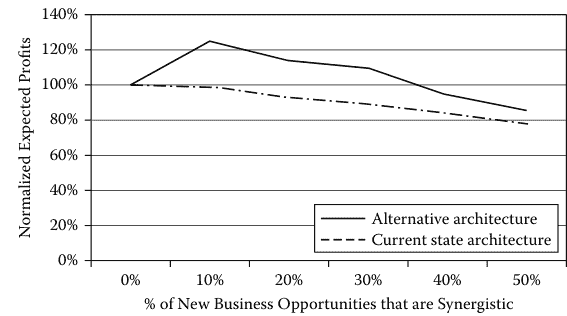 140%
120%
100%
80%
60%
40%
20%
0%
Normalized Expected Profits
Alternative architecture
Current state architecture
0% 10% 20% 30% 40% 50%
% of New Business Opportunities that are Synergistic